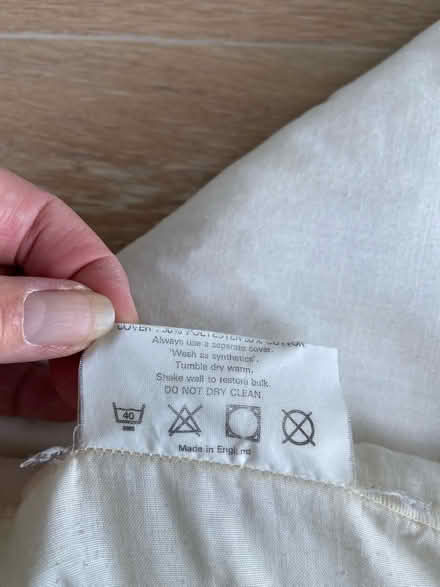 COVER : 50% POLYESTER 50% COTTON
Always use a separate cover.
'Wash as synthetics'.
Tumble dry warm.
Shake wall to restore bulk.
DO NOT DRY CLEAN
40
Made in England